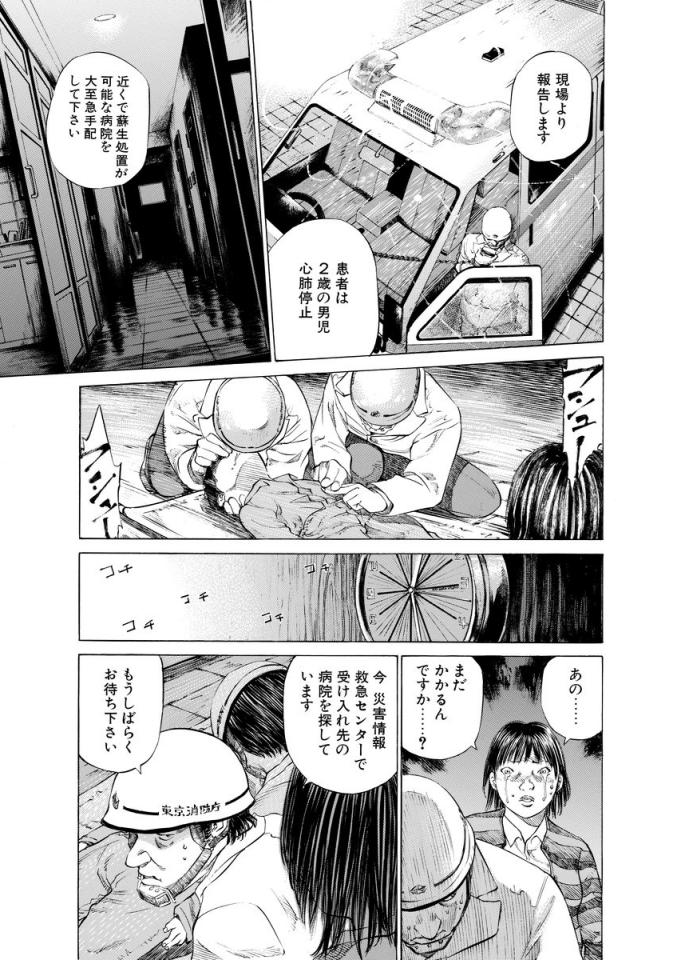 現場より
報告します
患者は
2歳の男児
心肺停止
近くで蘇生処置が
可能な病院を
大至急手配
して下さい
フシュー
フシュー
コチ
コチ
コチ
あの……
まだ
かかるん
ですか……?
今 災害情報
救急センターで
受け入れ先の
病院を探して
います
東京消防庁
もうしばらく
お待ち下さい